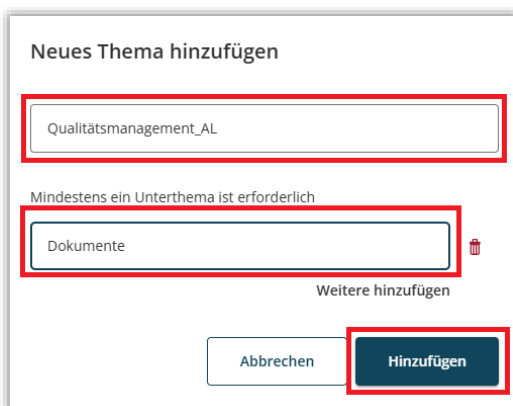 Neues Thema hinzufügen
Qualitätsmanagement_AL
Mindestens ein Unterthema ist erforderlich
Dokumente
Weitere hinzufügen
Abbrechen Hinzufügen